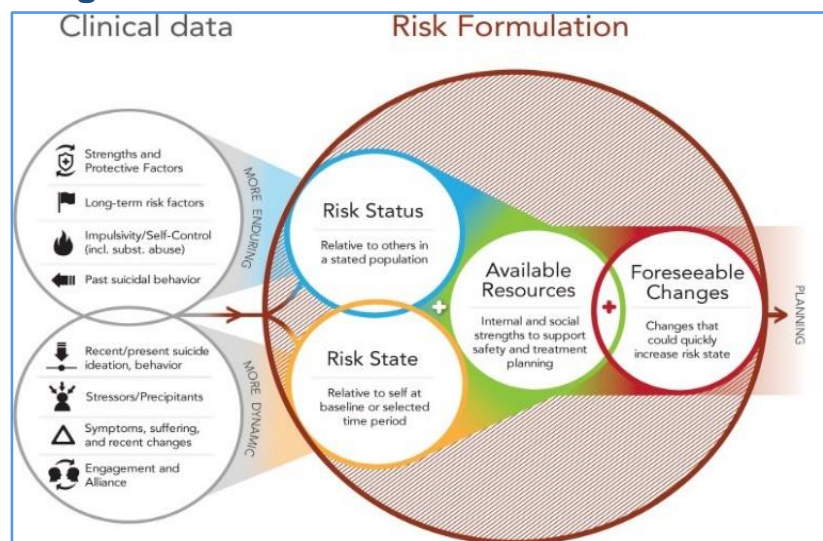 Clinical data
Risk Formulation
Strengths and
Protective Factors
Long-term risk factors
Impulsivity/Self-Control
(incl. subst. abuse)
Past suicidal behavior
MORE ENDURING
Recent/present suicide
ideation, behavior
Stressors/Precipitants
Symptoms, suffering,
and recent changes
Engagement and
Alliance
MORE DYNAMIC
Risk Status
Relative to others in
a stated population
+
Risk State
Relative to self at
baseline or selected
time period
Available
Resources
Internal and social
strengths to support
safety and treatment
planning
+
Foreseeable
Changes
Changes that
could quickly
increase risk state
PLANNING